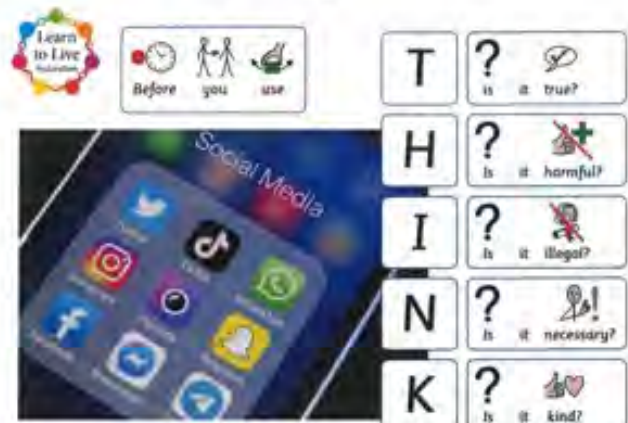 Learn
to Live
Before you use
Social Media
T
? is it true?
H
? Is it harmful?
I
? Is it illegal?
N
? Is it necessary?
K
? Is it kind?